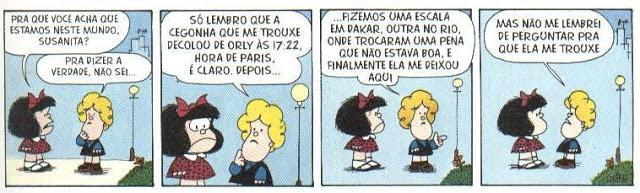 PRA QUE VOCÊ ACHA QUE
ESTAMOS NESTE MUNDO,
SUSANITA?
PRA DIZER A
VERDADE, NÃO SEI...
SÓ LEMBRO QUE A
CEGONHA QUE ME TROUXE
DECOLOU DE ORLY ÀS 17:22,
HORA DE PARIS,
É CLARO. DEPOIS...
...FIZEMOS UMA ESCALA
EM DAKAR, OUTRA NO RIO,
ONDE TROCARAM UMA PENA
QUE NÃO ESTAVA BOA, E
FINALMENTE ELA ME DEIXOU
AQUI
MAS NÃO ME LEMBREI
DE PERGUNTAR PRA
QUE ELA ME TROUXE